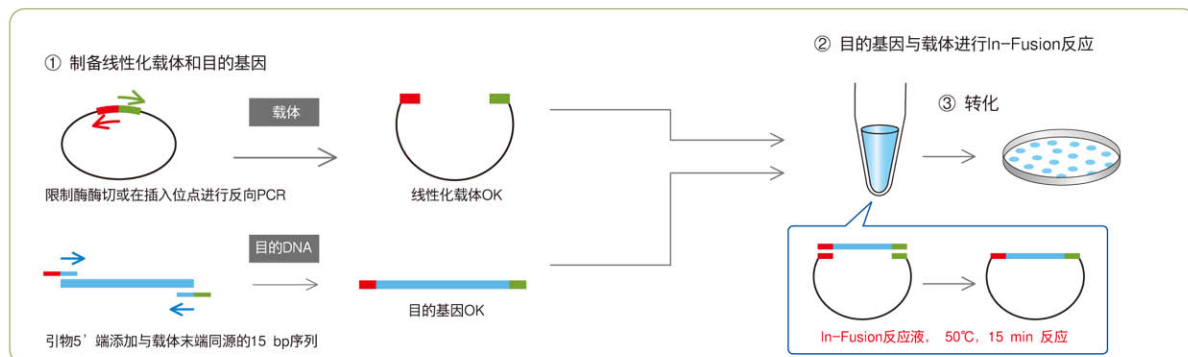 ① 制备线性化载体和目的基因
载体
限制酶酶切或在插入位点进行反向PCR
线性化载体OK
目的DNA
目的基因OK
引物5’端添加与载体末端同源的15 bp序列
② 目的基因与载体进行In-Fusion反应
③ 转化
In-Fusion反应液， 50℃，15 min 反应